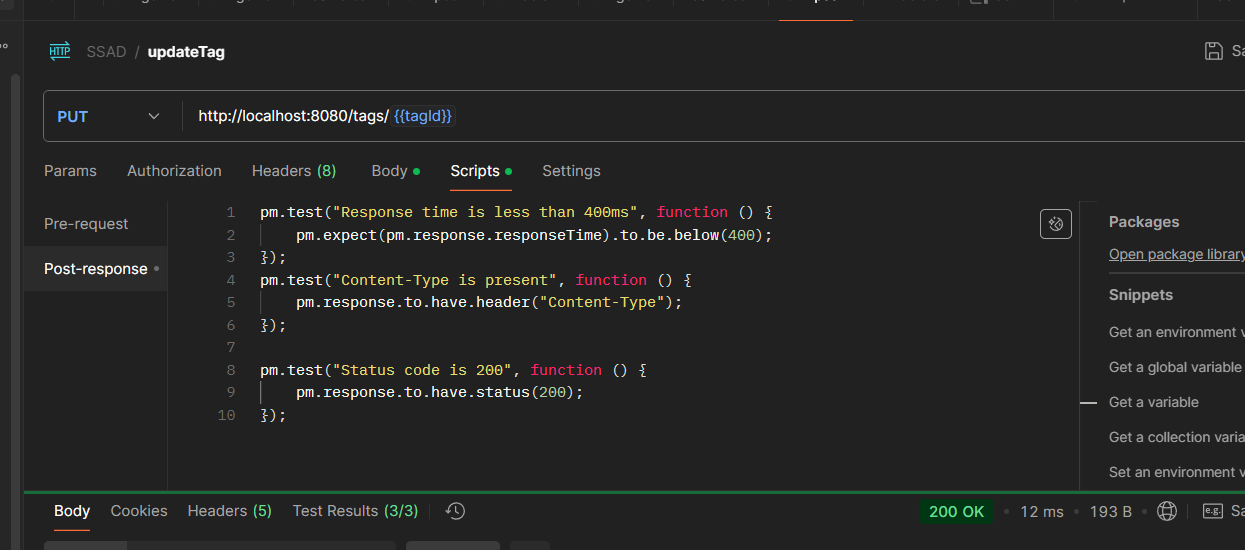 HTTP SSAD / updateTag
PUT http://localhost:8080/tags/ {{tagId}}
Params Authorization Headers (8) Body Scripts Settings
Pre-request
Post-response
1 pm.test("Response time is less than 400ms", function () {
2 pm.expect(pm.response.responseTime).to.be.below(400);
3 });
4 pm.test("Content-Type is present", function () {
5 pm.response.to.have.header("Content-Type");
6 });
7
8 pm.test("Status code is 200", function () {
9 pm.response.to.have.status(200);
10 });
Packages
Open package library
Snippets
Get an environment v
Get a global variable
Get a variable
Get a collection varia
Set an environment v
Body Cookies Headers (5) Test Results (3/3) 200 OK • 12 ms • 193 B • e.g. Sa